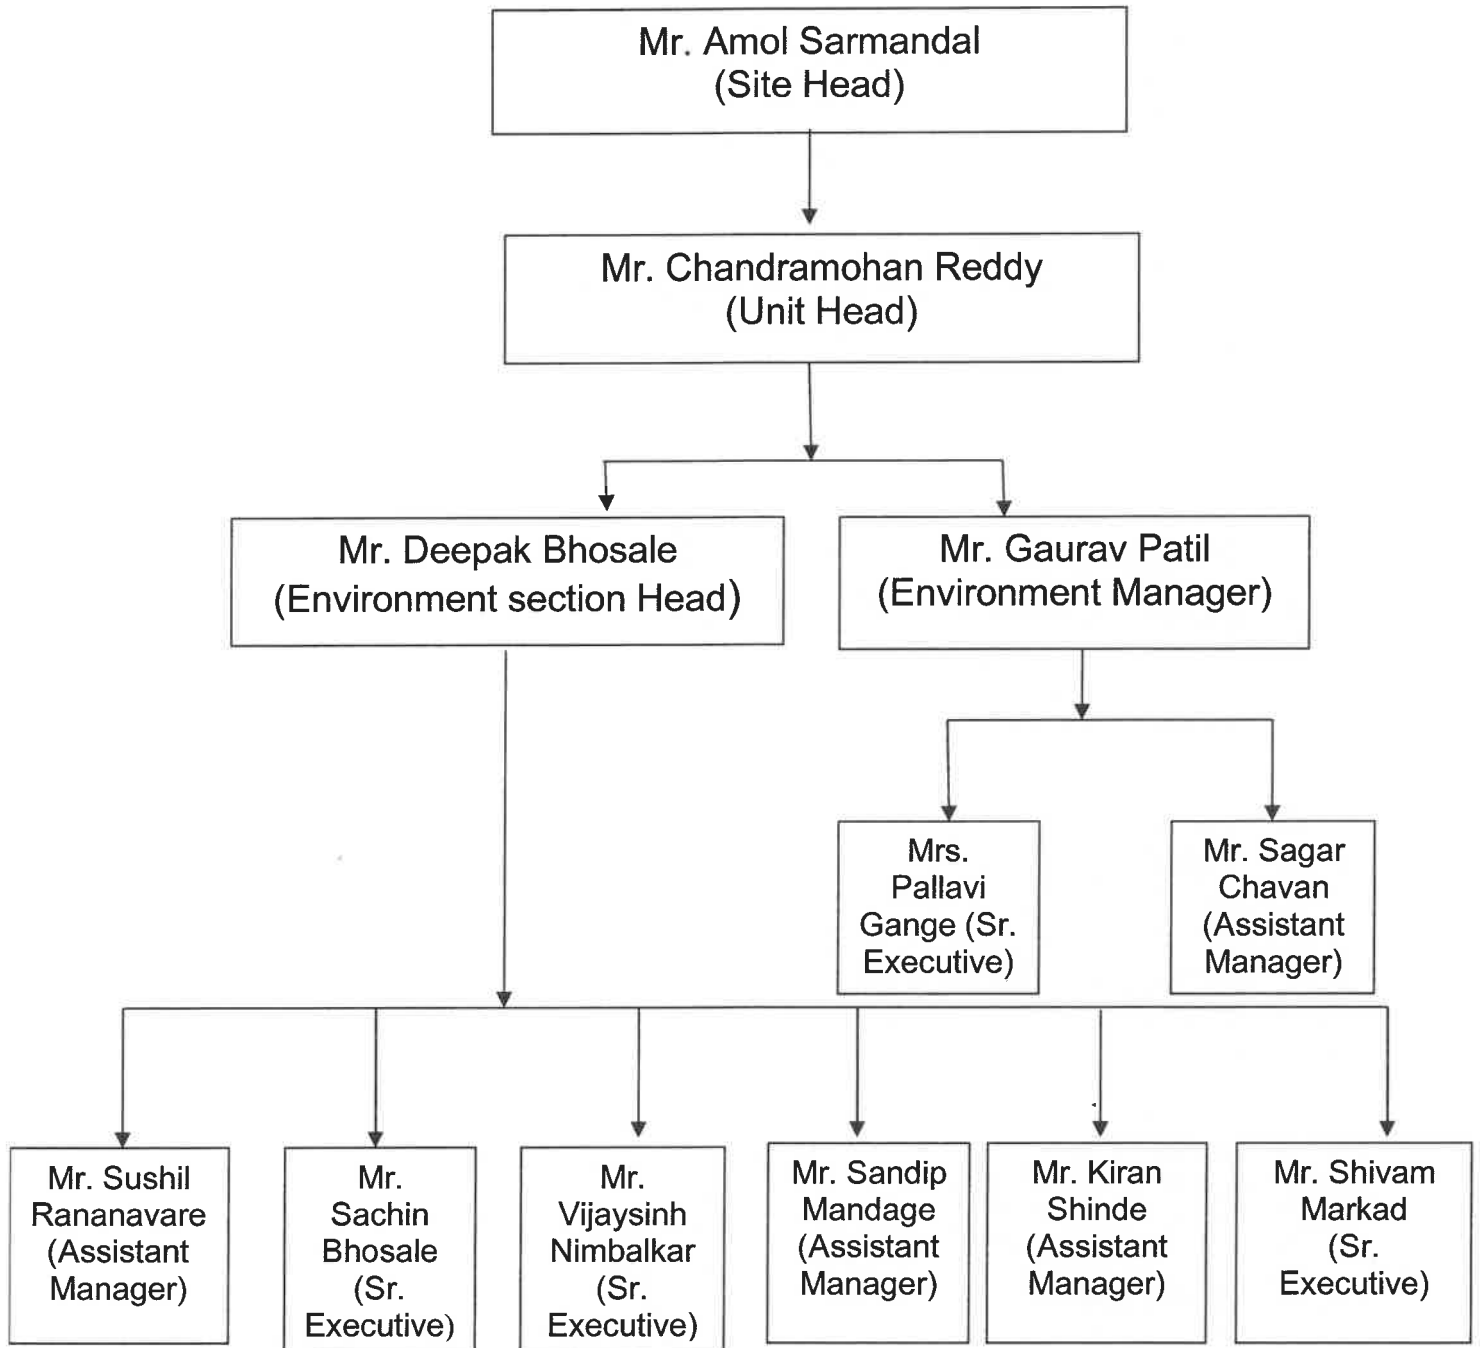 Mr. Amol Sarmandal
(Site Head)
Mr. Chandramohan Reddy
(Unit Head)
Mr. Deepak Bhosale
(Environment section Head)
Mr. Gaurav Patil
(Environment Manager)
Mrs.
Pallavi
Gange (Sr.
Executive)
Mr. Sagar
Chavan
(Assistant
Manager)
Mr. Sushil
Rananavare
(Assistant
Manager)
Mr.
Sachin
Bhosale
(Sr.
Executive)
Mr.
Vijaysinh
Nimbalkar
(Sr.
Executive)
Mr. Sandip
Mandage
(Assistant
Manager)
Mr. Kiran
Shinde
(Assistant
Manager)
Mr. Shivam
Markad
(Sr.
Executive)